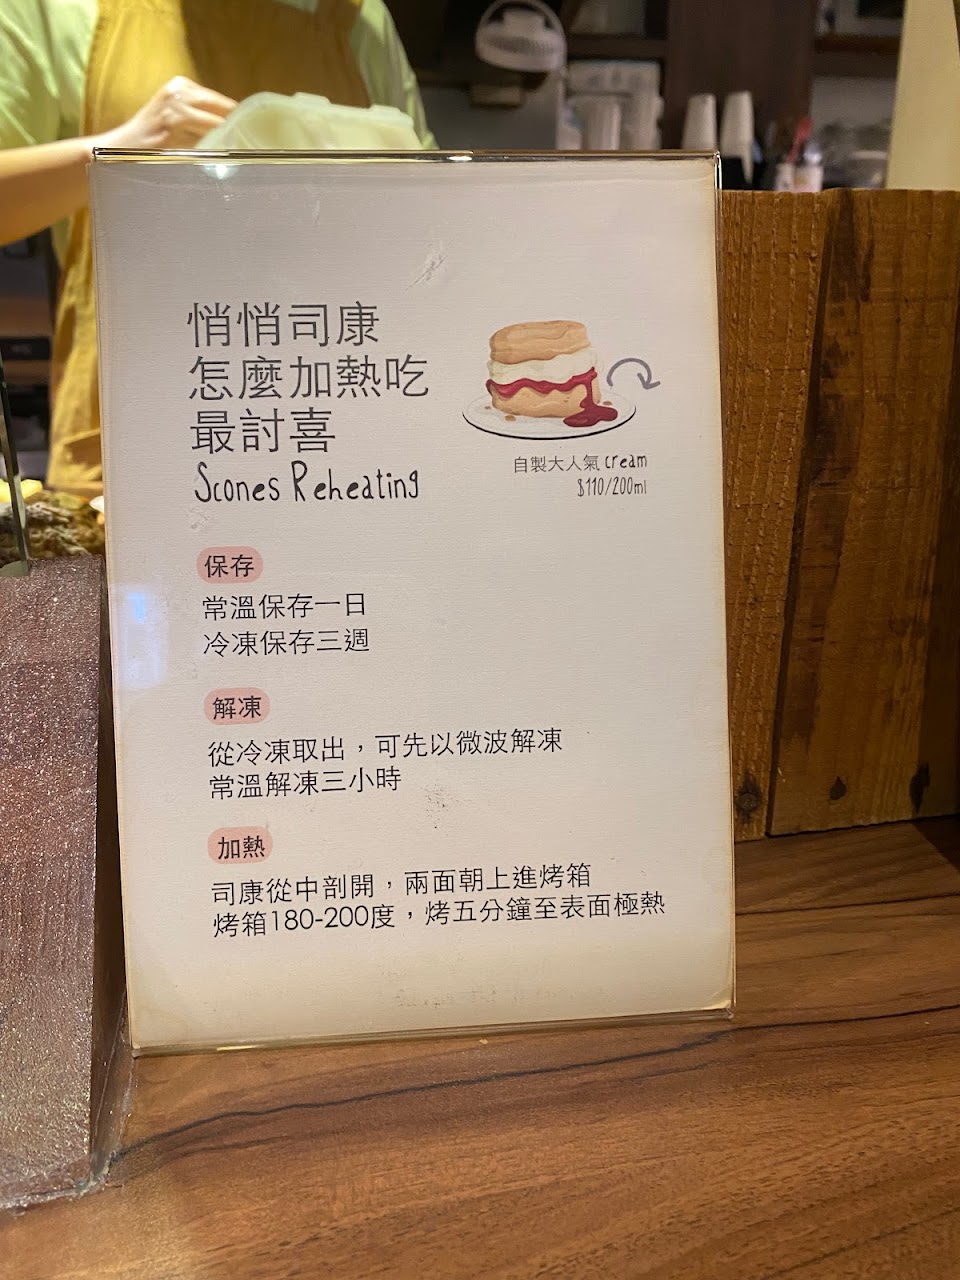 悄悄司康
怎麼加熱吃
最討喜
Scones Reheating
自製大人氣 cream
$110/200ml
保存
常溫保存一日
冷凍保存三週
解凍
從冷凍取出，可先以微波解凍
常溫解凍三小時
加熱
司康從中剖開，兩面朝上進烤箱
烤箱180-200度，烤五分鐘至表面極熱